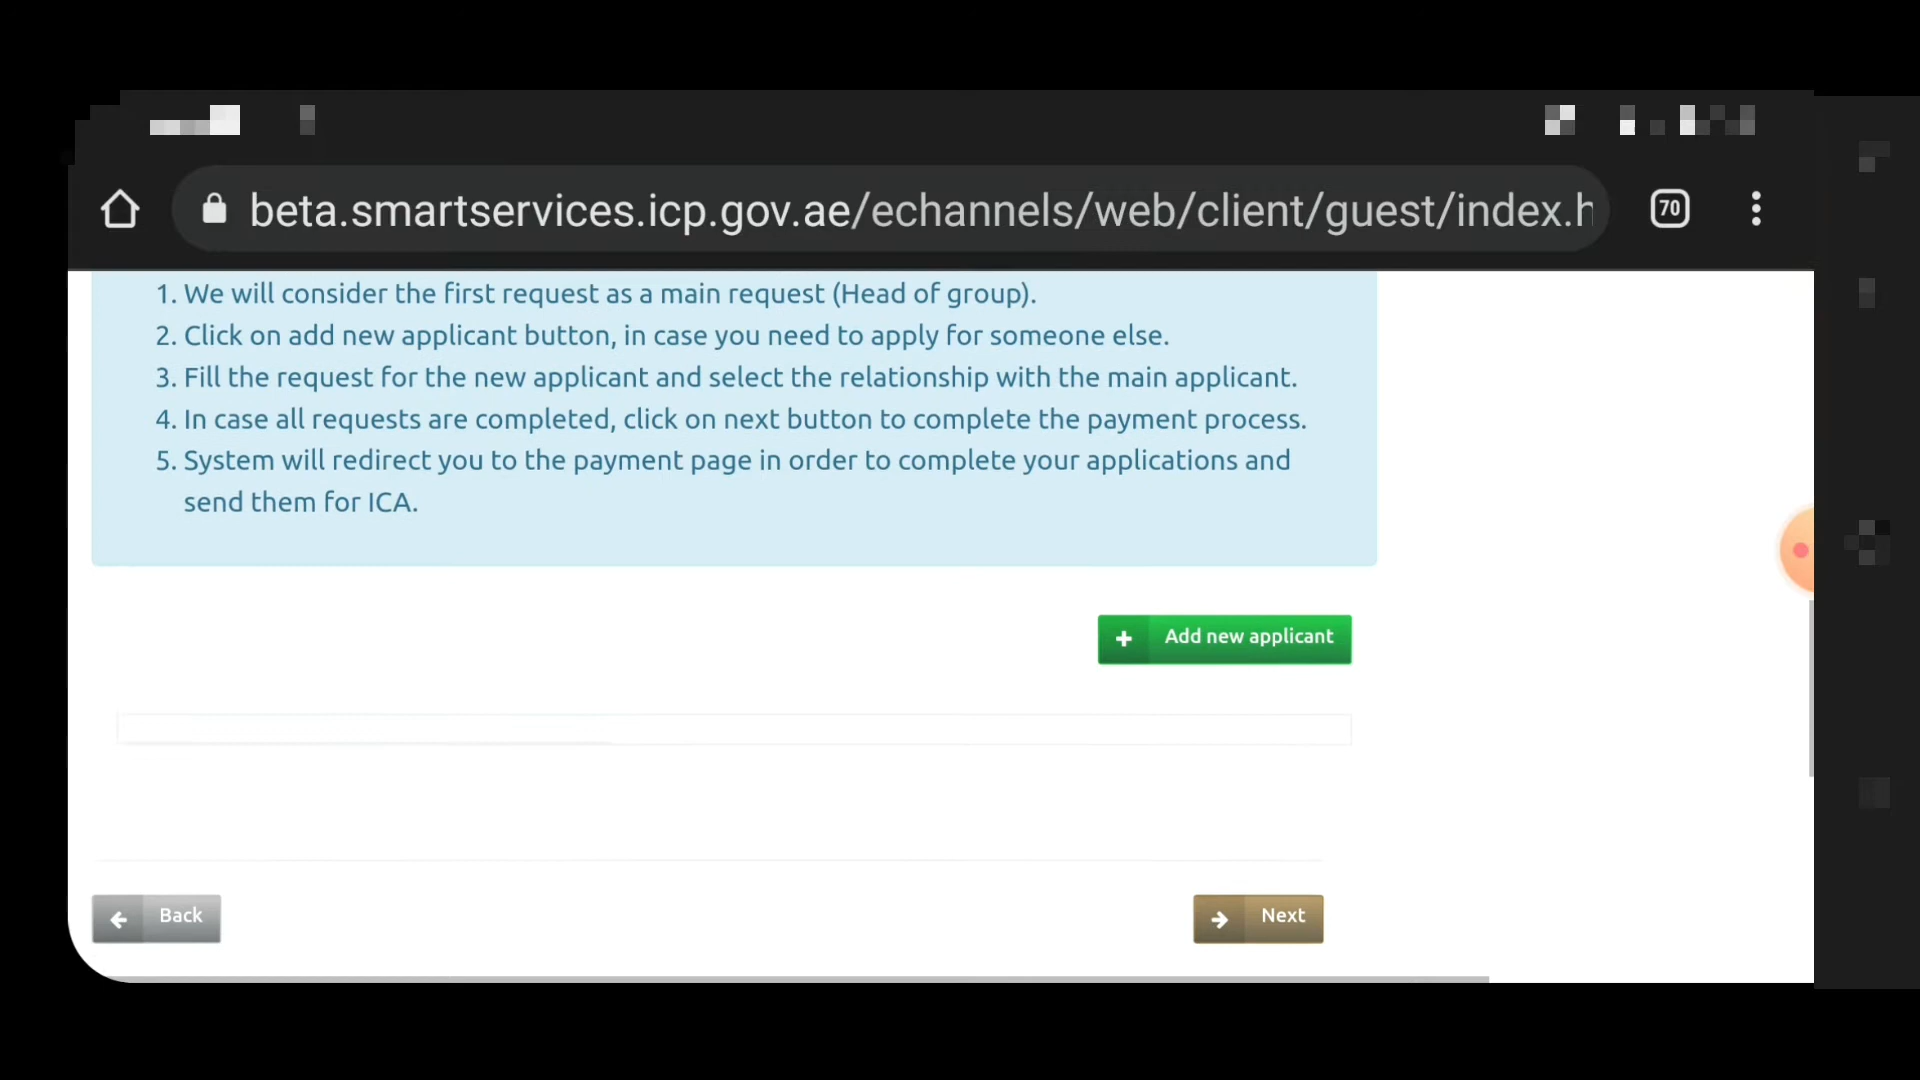 beta.smartservices.icp.gov.ae/echannels/web/client/guest/index.h
70
1. We will consider the first request as a main request (Head of group).
2. Click on add new applicant button, in case you need to apply for someone else.
3. Fill the request for the new applicant and select the relationship with the main applicant.
4. In case all requests are completed, click on next button to complete the payment process.
5. System will redirect you to the payment page in order to complete your applications and
send them for ICA.
Add new applicant
Back
Next